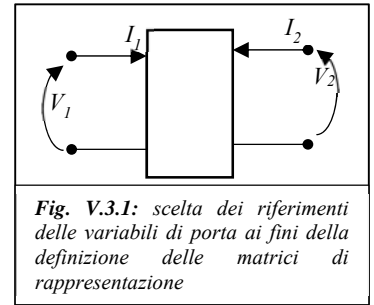 I1
I2
V1
V2
Fig. V.3.1: scelta dei riferimenti
delle variabili di porta ai fini della
definizione delle matrici di
rappresentazione